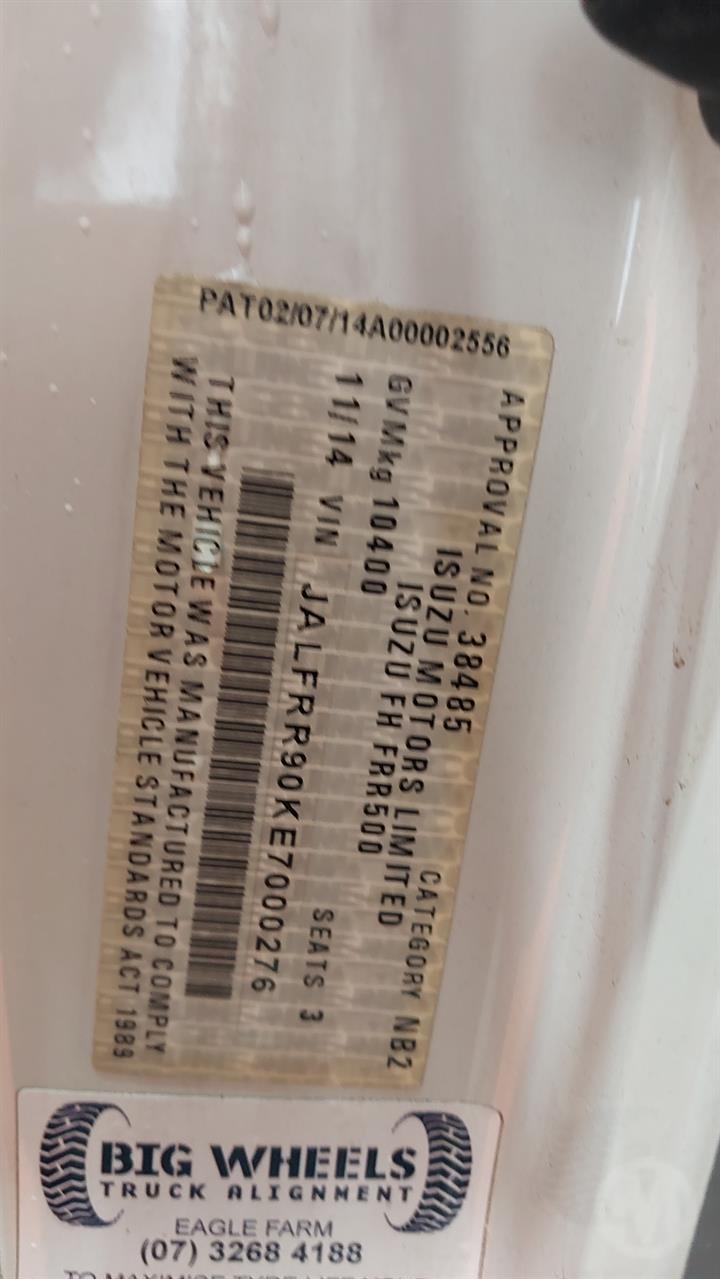 PAT02/07/14A00002556
APPROVAL NO. 38485 CATEGORY NB2
ISUZU MOTORS LIMITED
ISUZU FH FRR500
GVMkg 10400 SEATS 3
11/14 VIN JALFRR90KE7000276
THIS VEHICLE WAS MANUFACTURED TO COMPLY
WITH THE MOTOR VEHICLE STANDARDS ACT 1989
BIG WHEELS
TRUCK ALIGNMENT
EAGLE FARM
(07) 3268 4188